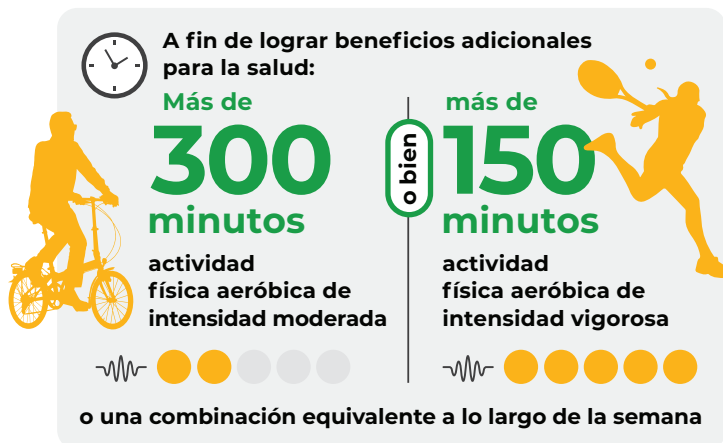 A fin de lograr beneficios adicionales
para la salud:
Más de
300
minutos
actividad
física aeróbica de
intensidad moderada
o bien
más de
150
minutos
actividad
física aeróbica de
intensidad vigorosa
o una combinación equivalente a lo largo de la semana